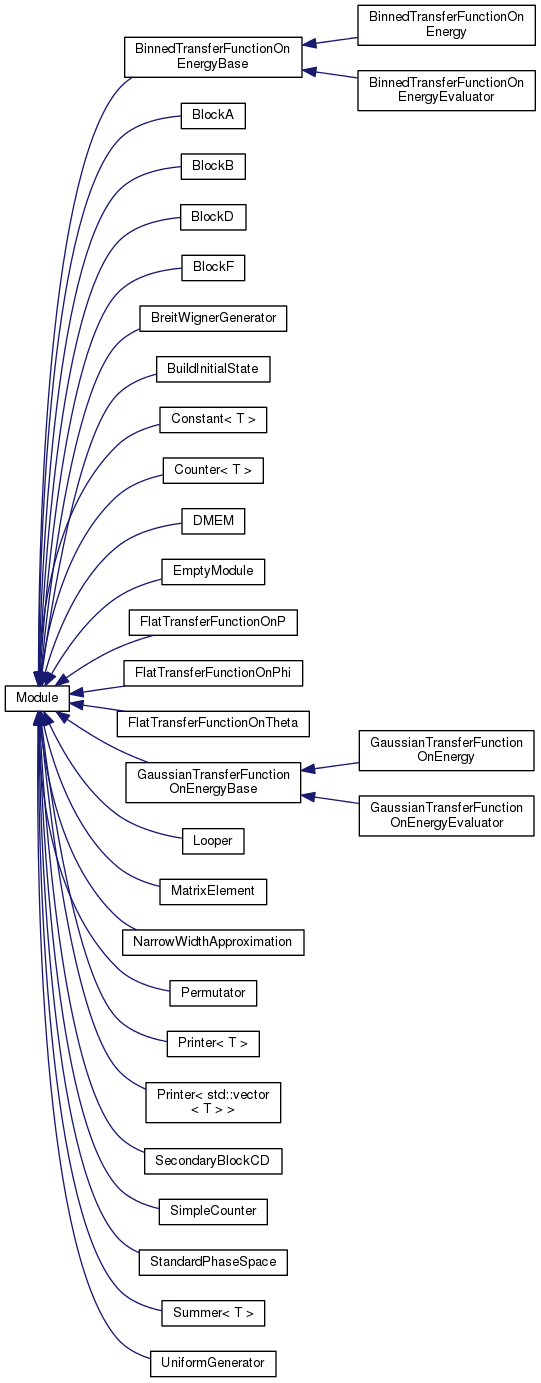 BinnedTransferFunctionOn
Energy
BinnedTransferFunctionOn
EnergyBase
BinnedTransferFunctionOn
EnergyEvaluator
BlockA
BlockB
BlockD
BlockF
BreitWignerGenerator
BuildInitialState
Constant< T >
Counter< T >
DMEM
EmptyModule
FlatTransferFunctionOnP
FlatTransferFunctionOnPhi
Module
FlatTransferFunctionOnTheta
GaussianTransferFunction
OnEnergy
GaussianTransferFunction
OnEnergyBase
GaussianTransferFunction
OnEnergyEvaluator
Looper
MatrixElement
NarrowWidthApproximation
Permutator
Printer< T >
Printer< std::vector
< T > >
SecondaryBlockCD
SimpleCounter
StandardPhaseSpace
Summer< T >
UniformGenerator